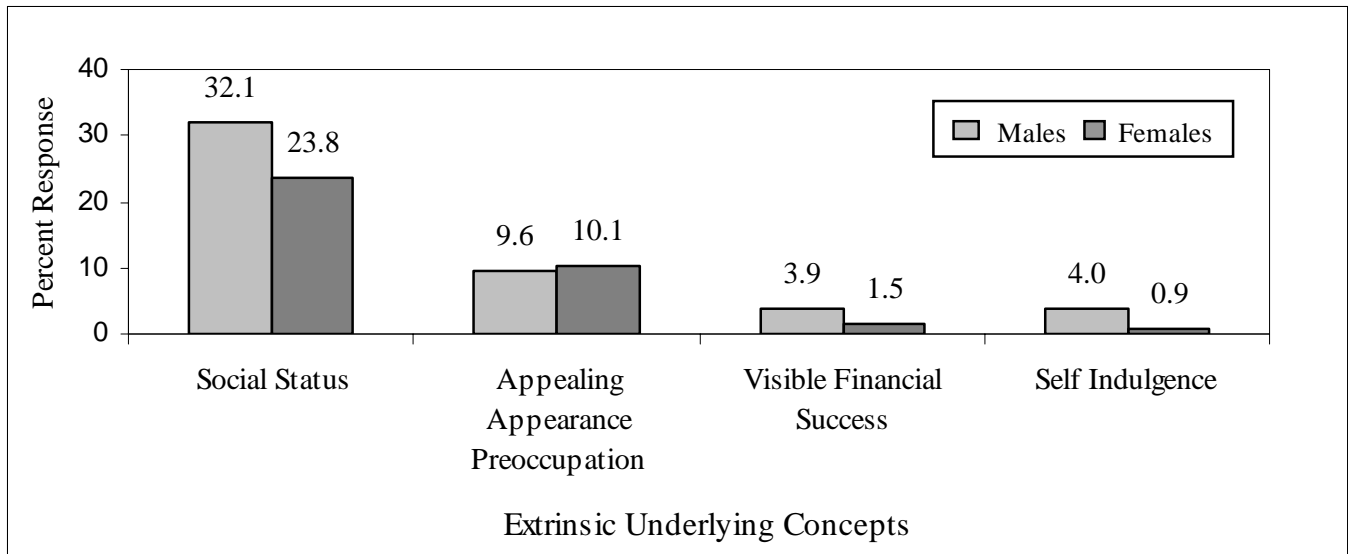 40
30
20
10
0
Percent Response
32.1
23.8
9.6
10.1
3.9
1.5
4.0
0.9
Males Females
Social Status
Appealing
Appearance
Preoccupation
Visible Financial
Success
Self Indulgence
Extrinsic Underlying Concepts